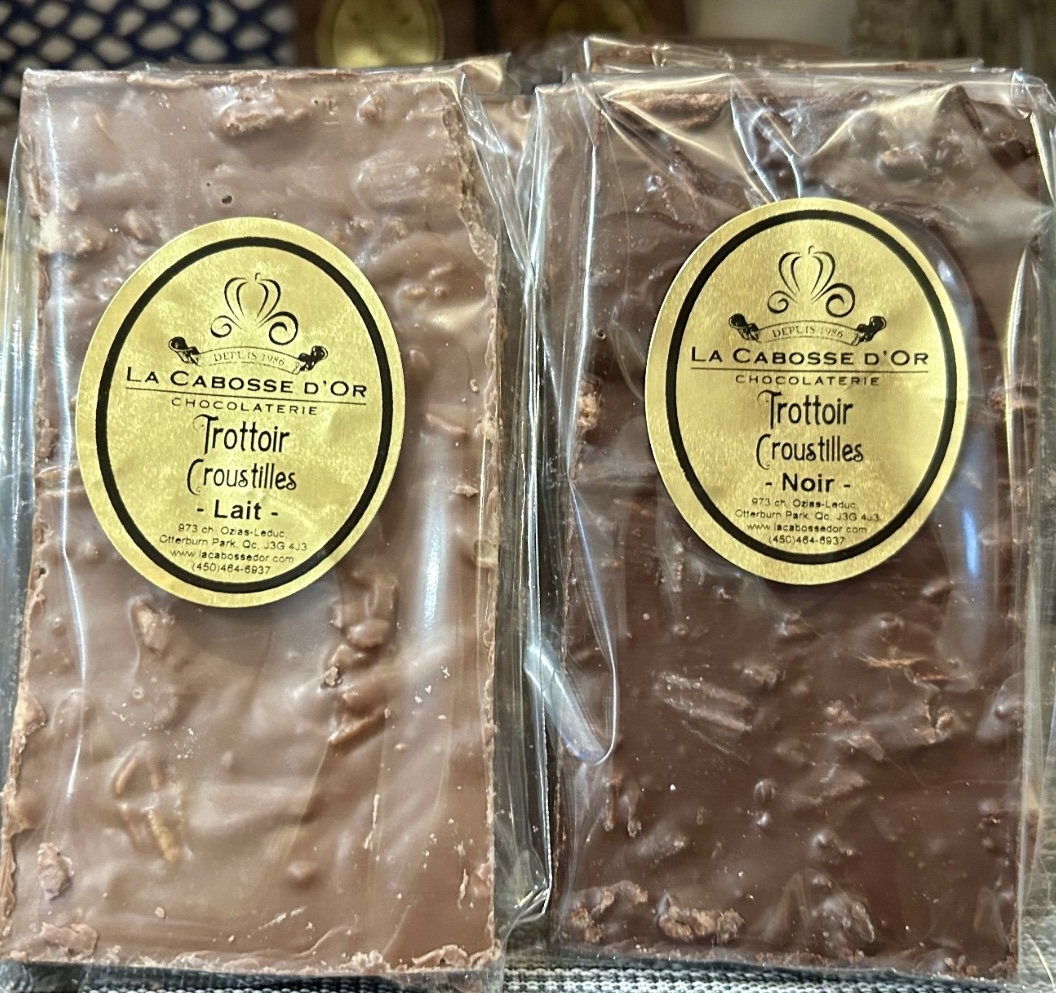 DEPUIS 1986
LA CABOSSE D'OR
CHOCOLATERIE
Trottoir
Croustilles
- Lait -
973 ch. Ozias-Leduc,
Otterburn Park, Qc, J3G 4J3
www.lacabossedor.com
(450)464-6937
DEPUIS 1986
LA CABOSSE D'OR
CHOCOLATERIE
Trottoir
Croustilles
- Noir -
973 ch. Ozias-Leduc,
Otterburn Park, Qc, J3G 4J3
www.lacabossedor.com
(450)464-6937